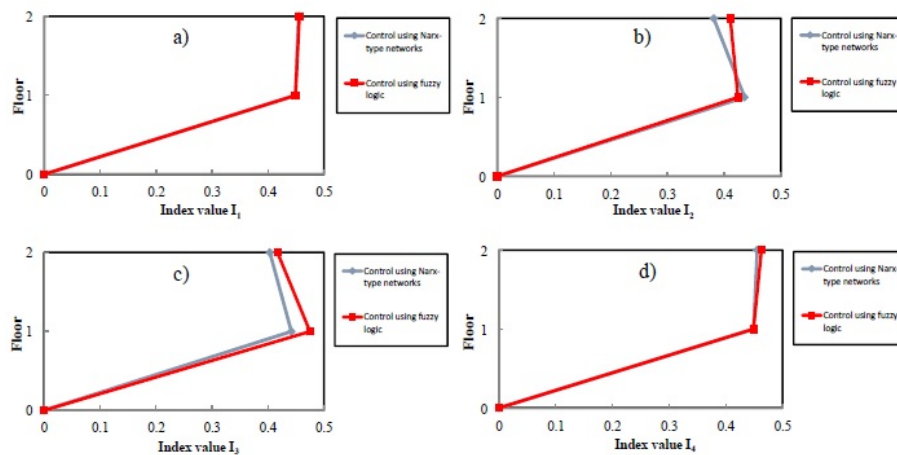 a)
2
1
0
Floor
0
0.1
0.2
0.3
0.4
0.5
Index value I₁
Control using Narx-
type networks
Control using fuzzy
logic
b)
2
1
0
Floor
0
0.1
0.2
0.3
0.4
0.5
Index value I₂
Control using Narx-
type networks
Control using fuzzy
logic
c)
2
1
0
Floor
0
0.1
0.2
0.3
0.4
0.5
Index value I₃
Control using Narx-
type networks
Control using fuzzy
logic
d)
2
1
0
Floor
0
0.1
0.2
0.3
0.4
0.5
Index value I₄
Control using Narx-
type networks
Control using fuzzy
logic